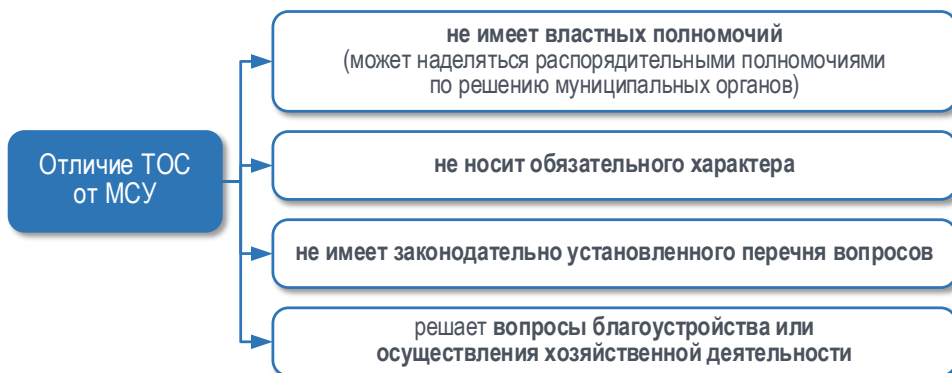 Отличие ТОС
от МСУ
не имеет властных полномочий
(может наделяться распорядительными полномочиями
по решению муниципальных органов)
не носит обязательного характера
не имеет законодательно установленного перечня вопросов
решает вопросы благоустройства или
осуществления хозяйственной деятельности